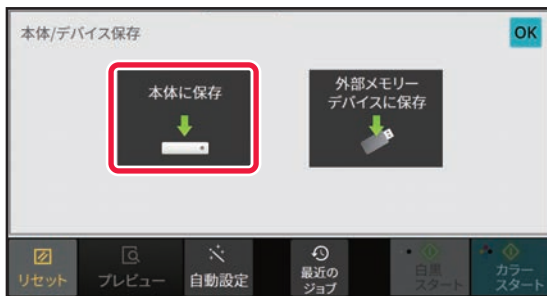 本体/デバイス保存
OK
本体に保存
外部メモリー
デバイスに保存
リセット
プレビュー
自動設定
最近の
ジョブ
白黒
スタート
カラー
スタート